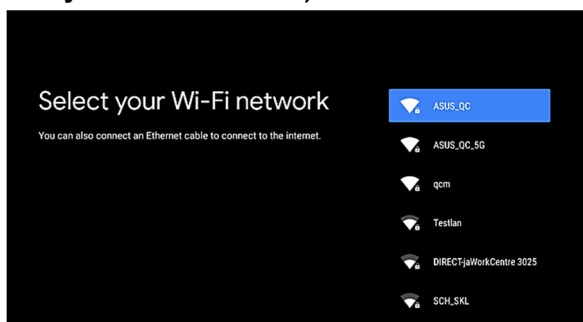 Select your Wi-Fi network
You can also connect an Ethernet cable to connect to the internet.
ASUS_QC
ASUS_QC_5G
qcm
Testlan
DIRECT-jaWorkCentre 3025
SCH_SKL